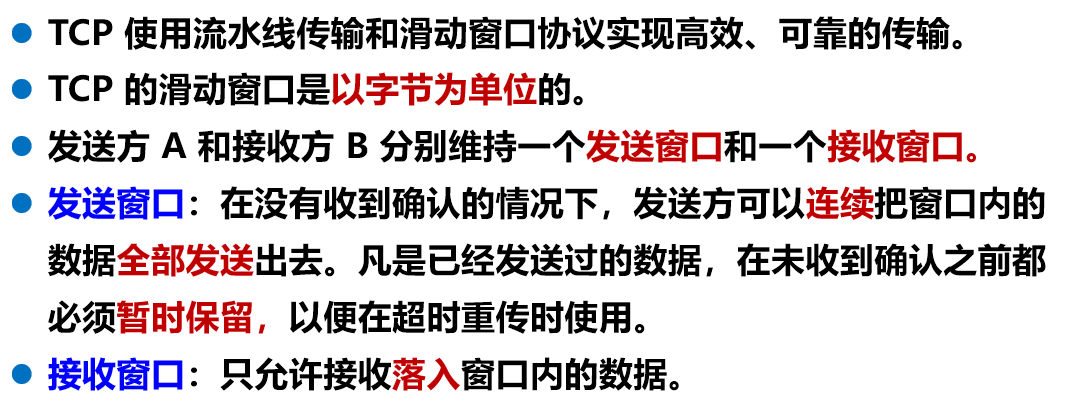 TCP 使用流水线传输和滑动窗口协议实现高效、可靠的传输。
TCP 的滑动窗口是以字节为单位的。
发送方 A 和接收方 B 分别维持一个发送窗口和一个接收窗口。
发送窗口：在没有收到确认的情况下，发送方可以连续把窗口内的
数据全部发送出去。凡是已经发送过的数据，在未收到确认之前都
必须暂时保留，以便在超时重传时使用。
接收窗口：只允许接收落入窗口内的数据。